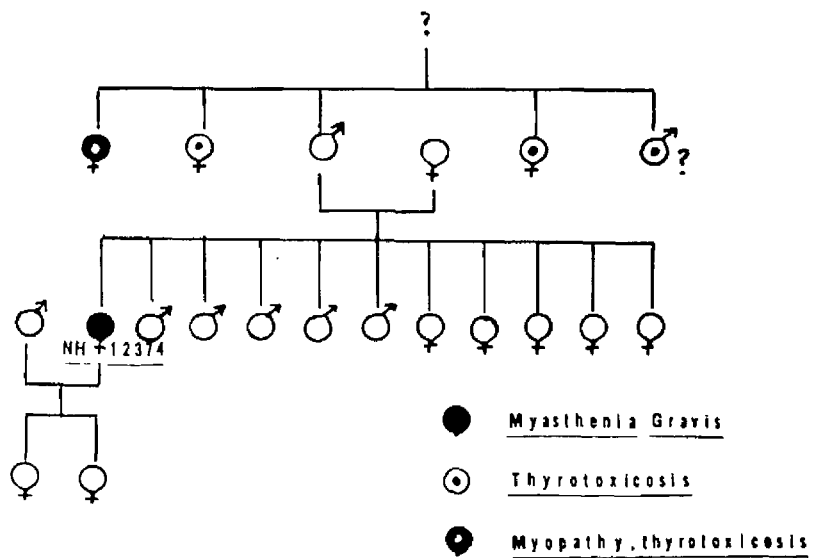 ?
?
NH 12374
Myasthenia Gravis
Thyrotoxicosis
Myopathy, thyrotoxicosis